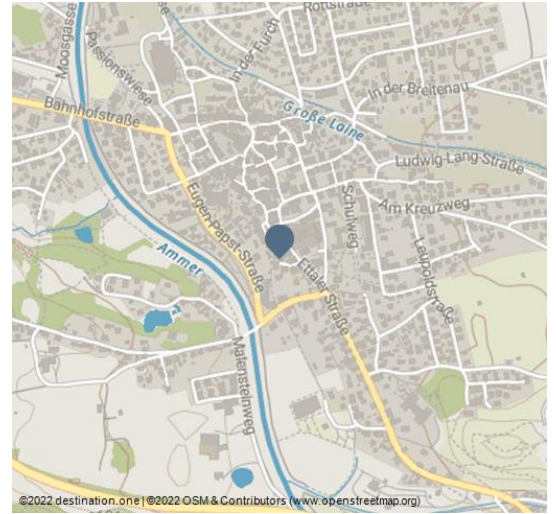 Rottstraße
Moosgasse
Passionswiese
In der Furch
In der Breitenau
Bahnhofstraße
Große Laine
Ludwig-Lang-Straße
Am Kreuzweg
Schulweg
Eugen-Papst-Straße
Leupoldstraße
Ammer
Ettaler Straße
Malensteinweg
©2022 destination.one | ©2022 OSM & Contributors (www.openstreetmap.org)